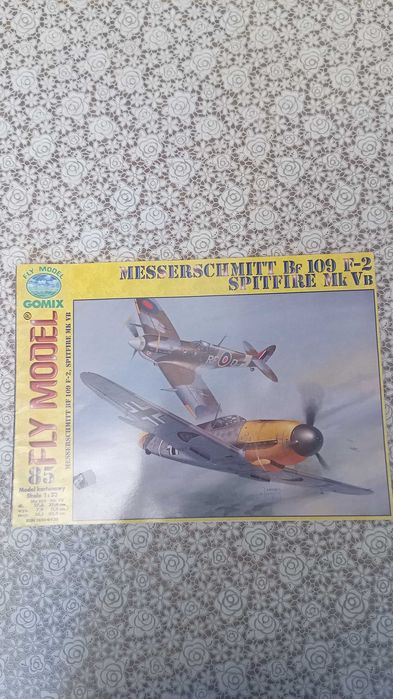 FLY MODEL
GOMIX
MESSERSCHMITT BF 109 F-2
SPITFIRE MK VB
85 FLY MODEL®
MESSERSCHMITT BF 109 F-2, SPITFIRE MK VB
Model kartonowy
Skala 1:33